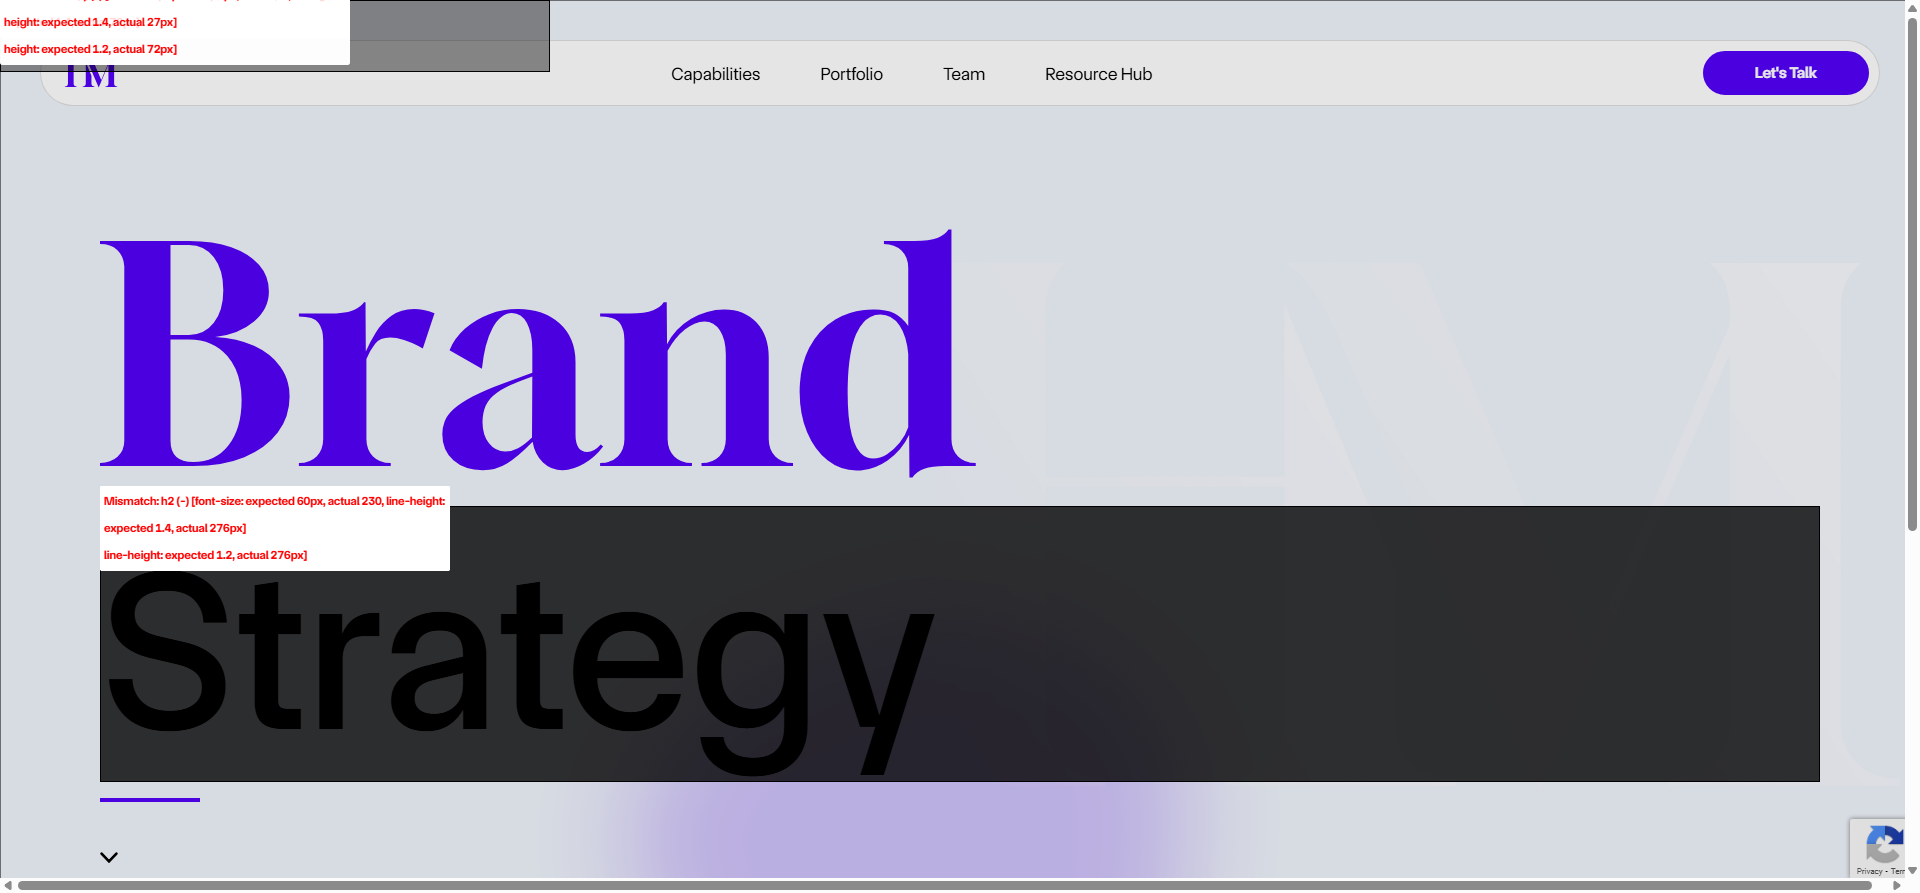 height: expected 1.4, actual 27px]
height: expected 1.2, actual 72px]
Capabilities
Portfolio
Team
Resource Hub
Let's Talk
Brand
Mismatch: h2 (-) [font-size: expected 60px, actual 230, line-height:
expected 1.4, actual 276px]
line-height: expected 1.2, actual 276px]
Strategy
Privacy -